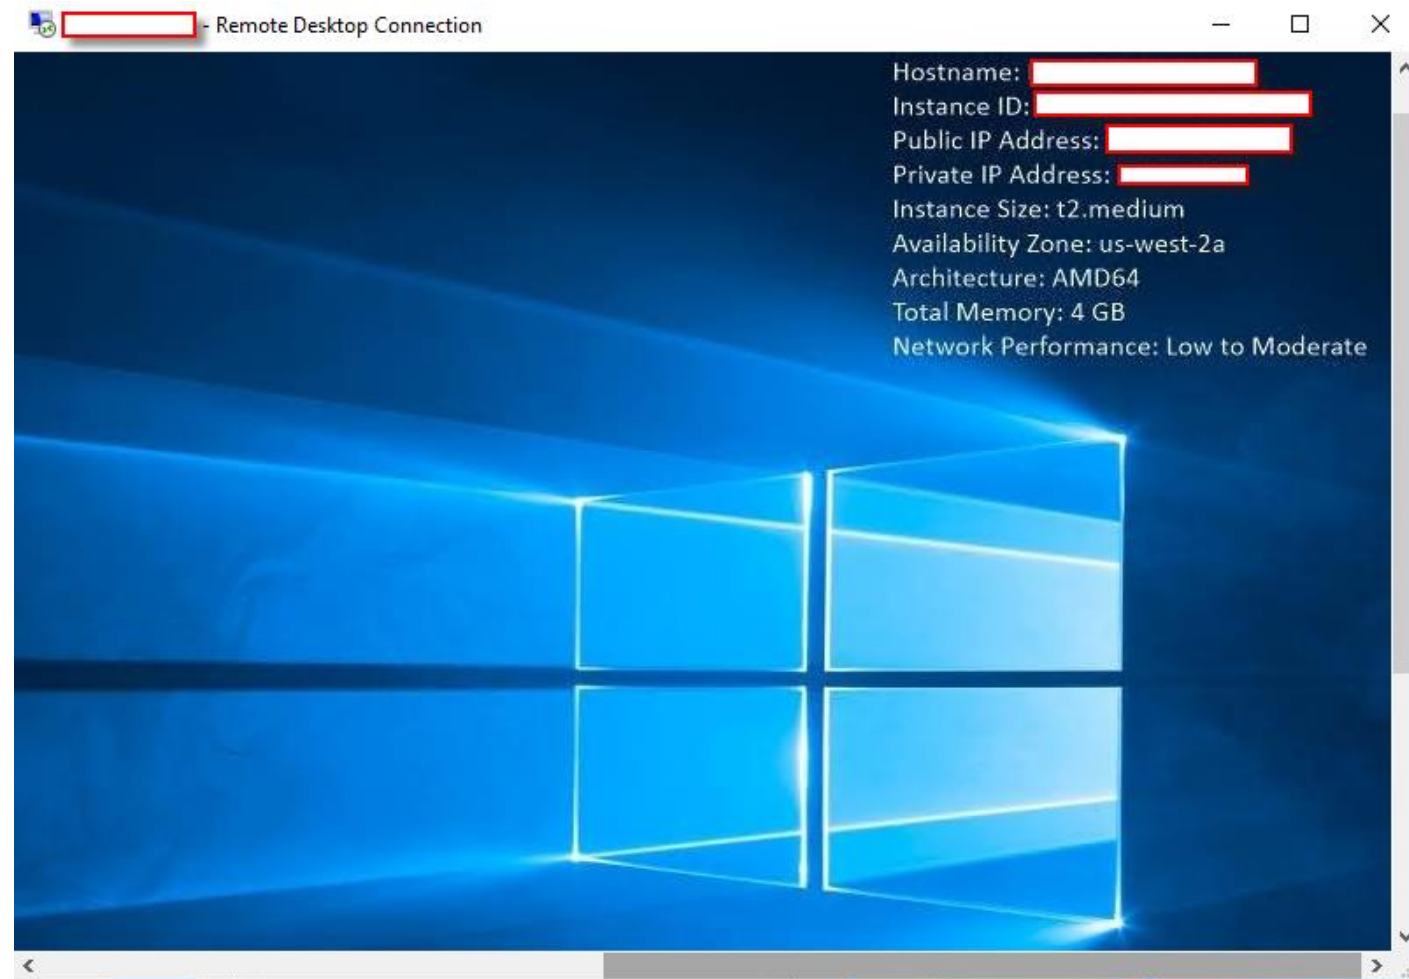 - Remote Desktop Connection
Hostname:
Instance ID:
Public IP Address:
Private IP Address:
Instance Size: t2.medium
Availability Zone: us-west-2a
Architecture: AMD64
Total Memory: 4 GB
Network Performance: Low to Moderate